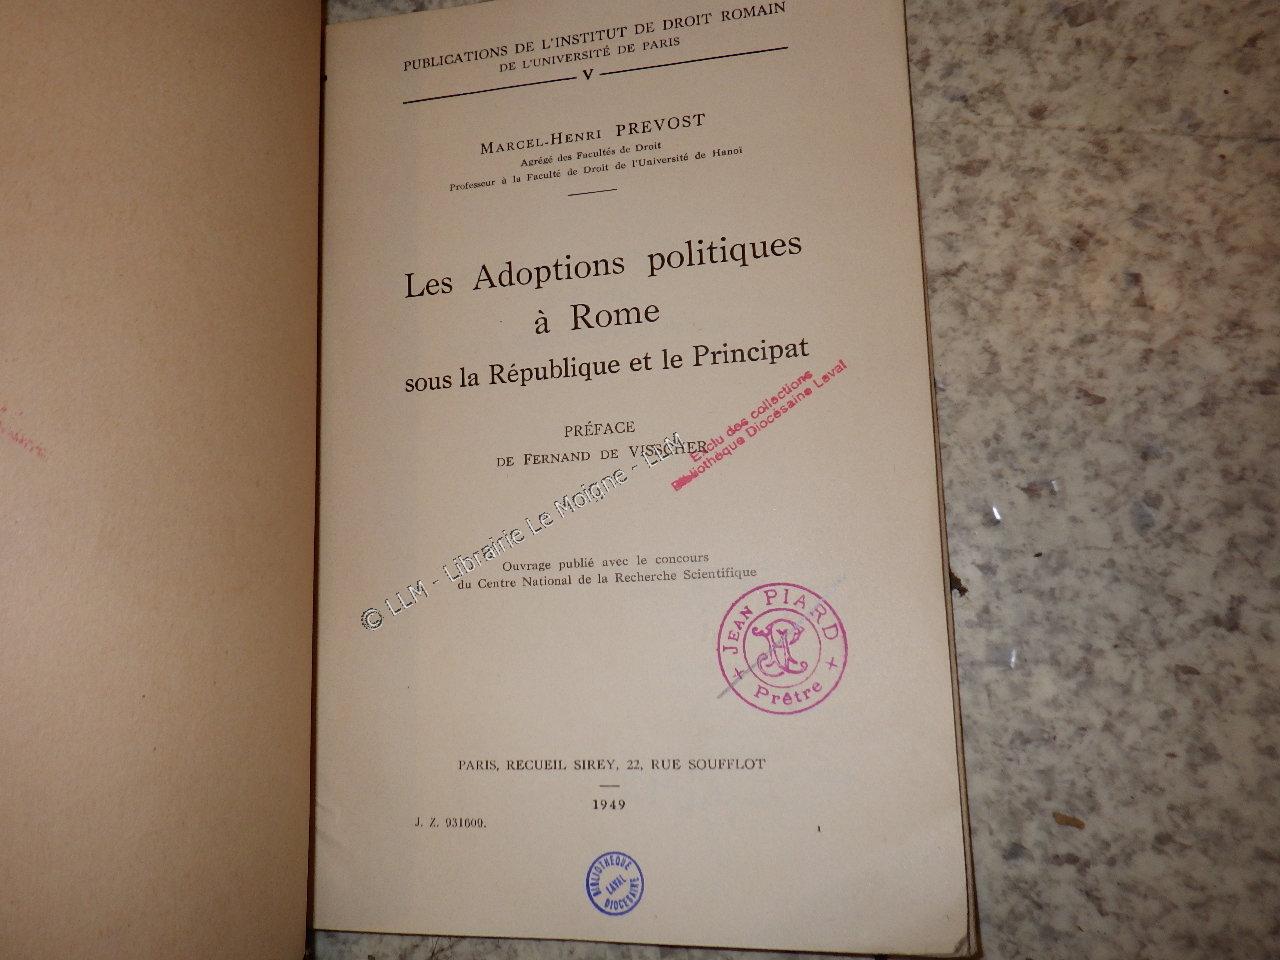 PUBLICATIONS DE L'INSTITUT DE DROIT ROMAIN
DE L'UNIVERSITÉ DE PARIS
V
MARCEL-HENRI PREVOST
Agrégé des Facultés de Droit
Professeur à la Faculté de Droit de l'Université de Hanoï
Les Adoptions politiques
à Rome
sous la République et le Principat
PRÉFACE
DE FERNAND DE VISSCHER
Exclu des collections
Bibliothèque Diocésaine Laval
© LLM - Librairie Le Moigne - LLM
Ouvrage publié avec le concours
du Centre National de la Recherche Scientifique
JEAN PIARD
Prêtre
PARIS, RECUEIL SIREY, 22, RUE SOUFFLOT
1949
J. Z. 931609.
1
BIBLIOTHÈQUE
LAVAL
DIOCÉSAINE